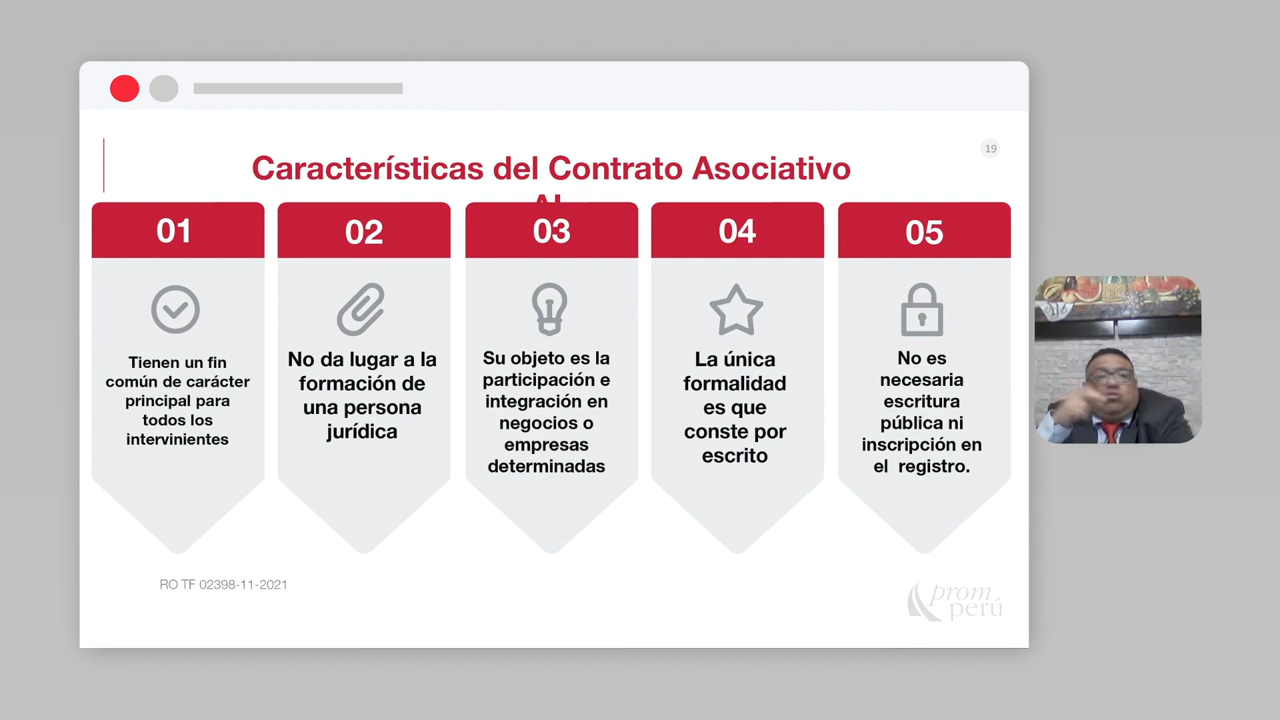 19
Características del Contrato Asociativo
01
Tienen un fin
común de carácter
principal para
todos los
intervinientes
02
No da lugar a la
formación de
una persona
jurídica
03
Su objeto es la
participación e
integración en
negocios o
empresas
determinadas
04
La única
formalidad
es que
conste por
escrito
05
No es
necesaria
escritura
pública ni
inscripción en
el registro.
RO TF 02398-11-2021
prom
perú